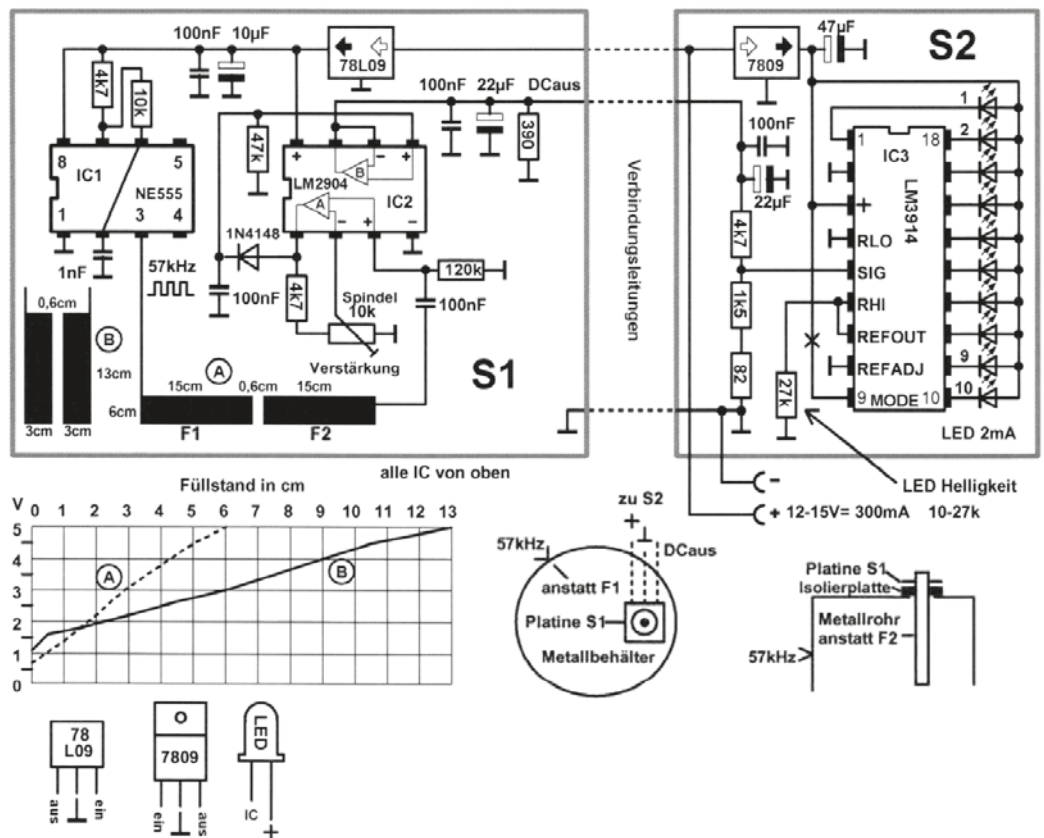 100nF
10µF
78L09
4k7
10k
8
5
IC1
NE555
1
3
4
1nF
57kHz
47k
LM2904
+
B
-
+
A
-
+
-
IC2
1N4148
100nF
4k7
Spindel
10k
Verstärkung
120k
100nF
100nF
22µF
DCaus
390
S1
0,6cm
B
13cm
3cm
3cm
A
15cm
0,6cm
15cm
6cm
F1
F2
Verbindungsleitungen
7809
47µF
S2
100nF
22µF
4k7
1k5
82
27k
1
2
9
10
1
18
IC3
LM3914
+
RLO
SIG
RHI
REFOUT
REFADJ
9
MODE
10
LED 2mA
LED Helligkeit
10-27k
-
+ 12-15V= 300mA
alle IC von oben
Füllstand in cm
V
0
1
2
3
4
5
6
7
8
9
10
11
12
13
5
4
3
2
1
0
A
B
zu S2
+
DCaus
57kHz
anstatt F1
Platine S1
Metallbehälter
Platine S1
Isolierplatte
Metallrohr
anstatt F2
57kHz
78
L09
aus
ein
O
7809
ein
aus
LED
IC
+